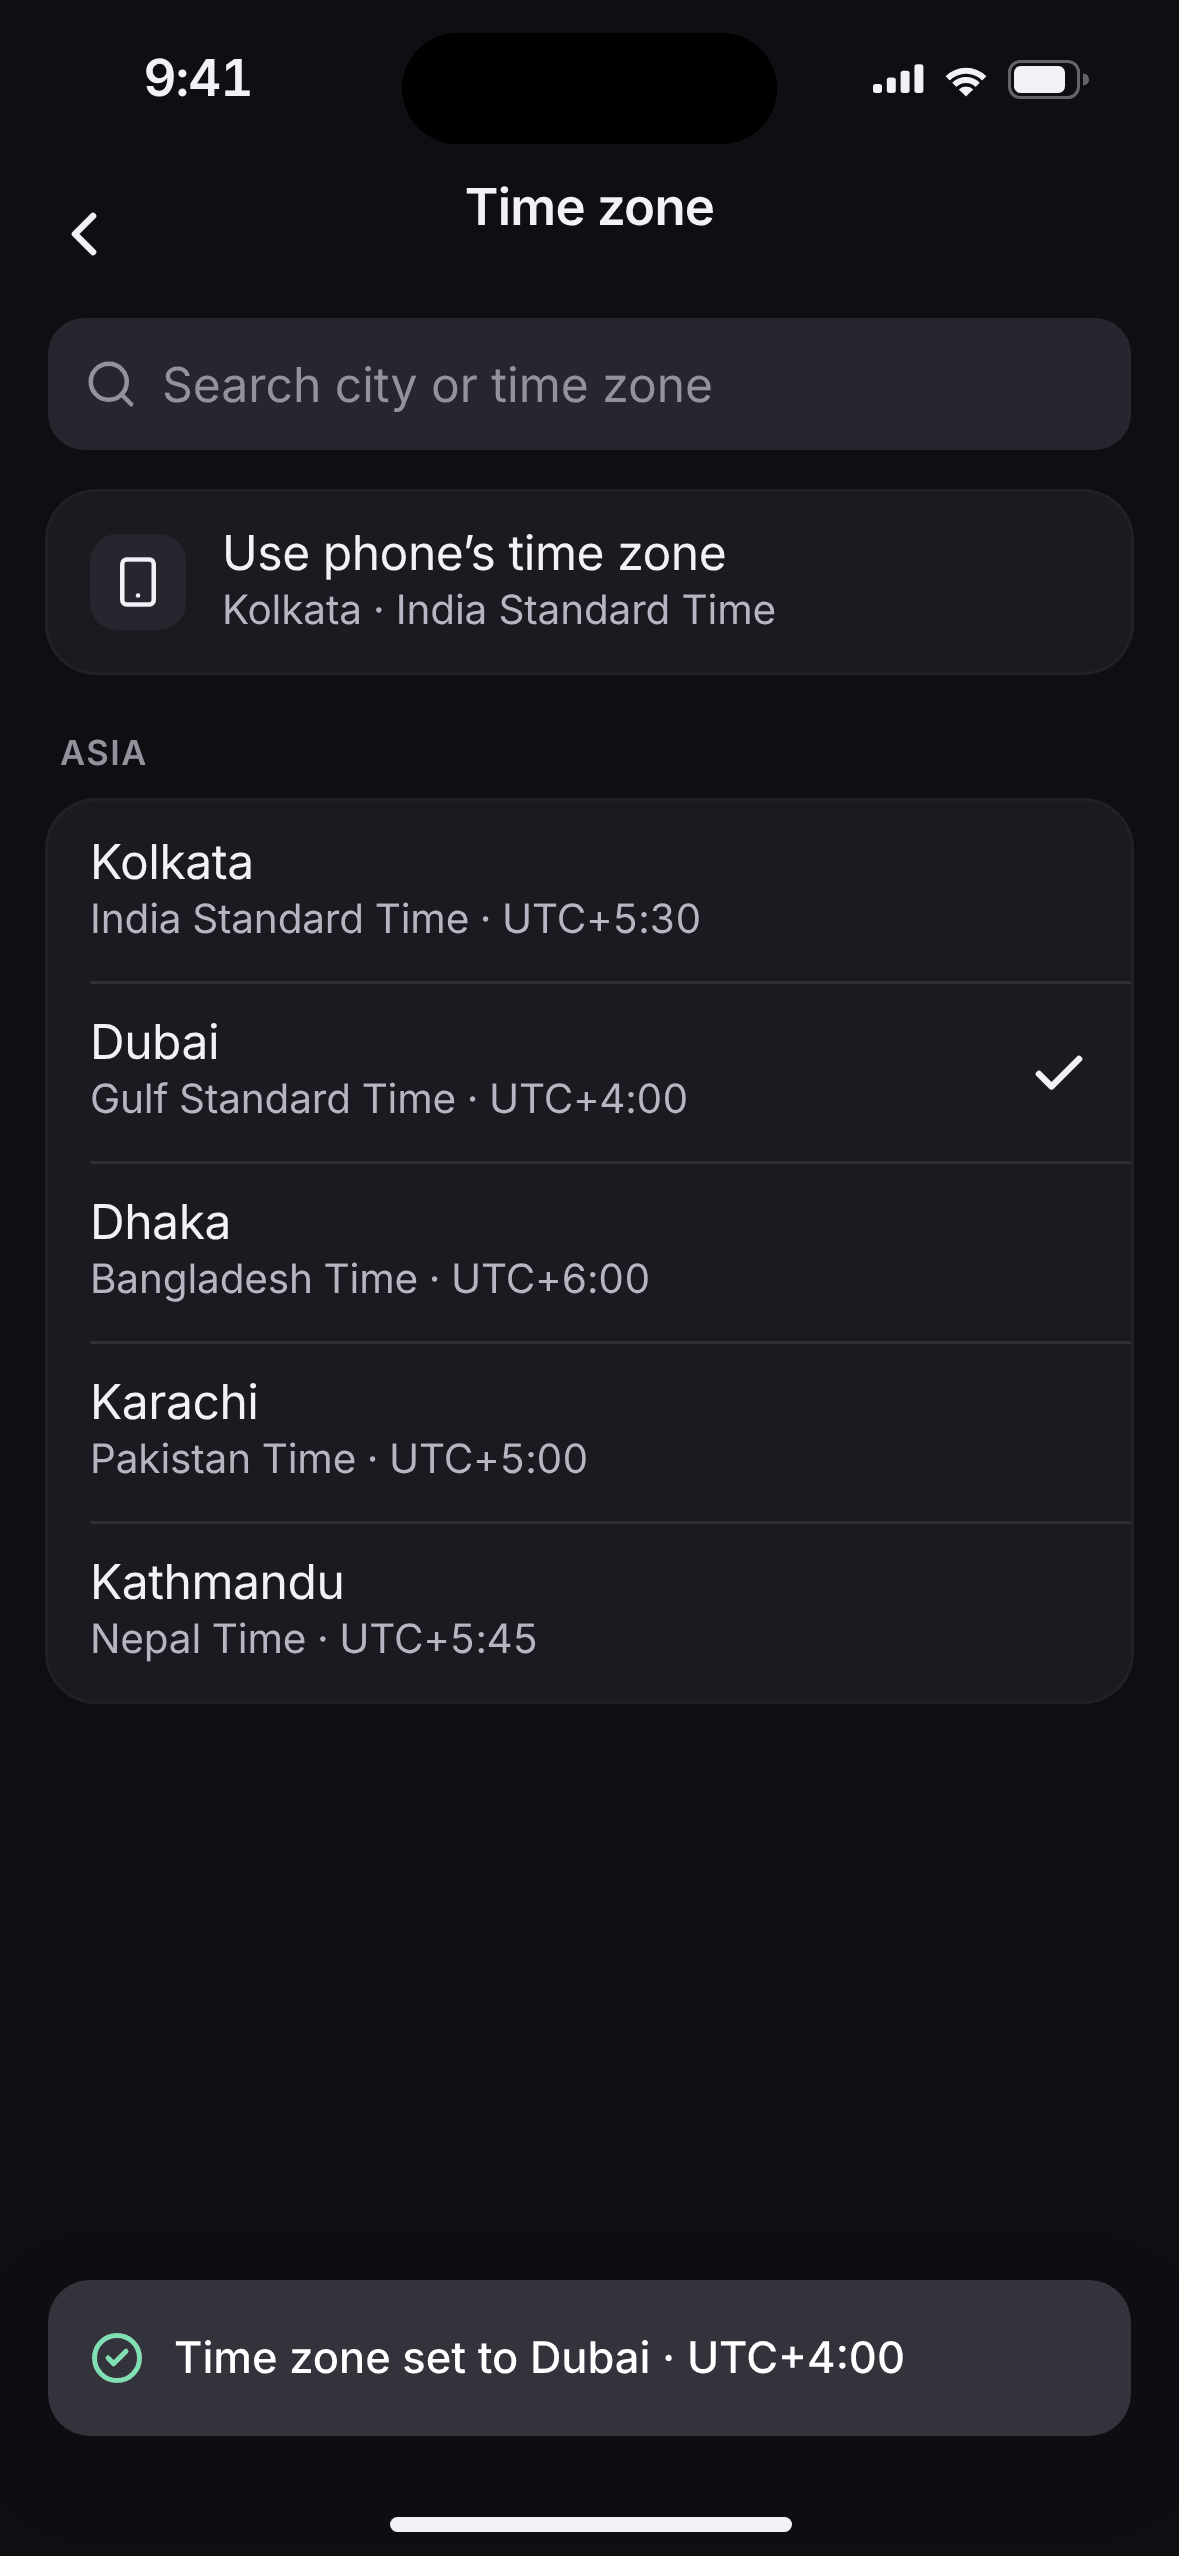 9:41
Time zone
Search city or time zone
Use phone’s time zone
Kolkata · India Standard Time
ASIA
Kolkata
India Standard Time · UTC+5:30
Dubai
Gulf Standard Time · UTC+4:00
Dhaka
Bangladesh Time · UTC+6:00
Karachi
Pakistan Time · UTC+5:00
Kathmandu
Nepal Time · UTC+5:45
Time zone set to Dubai · UTC+4:00